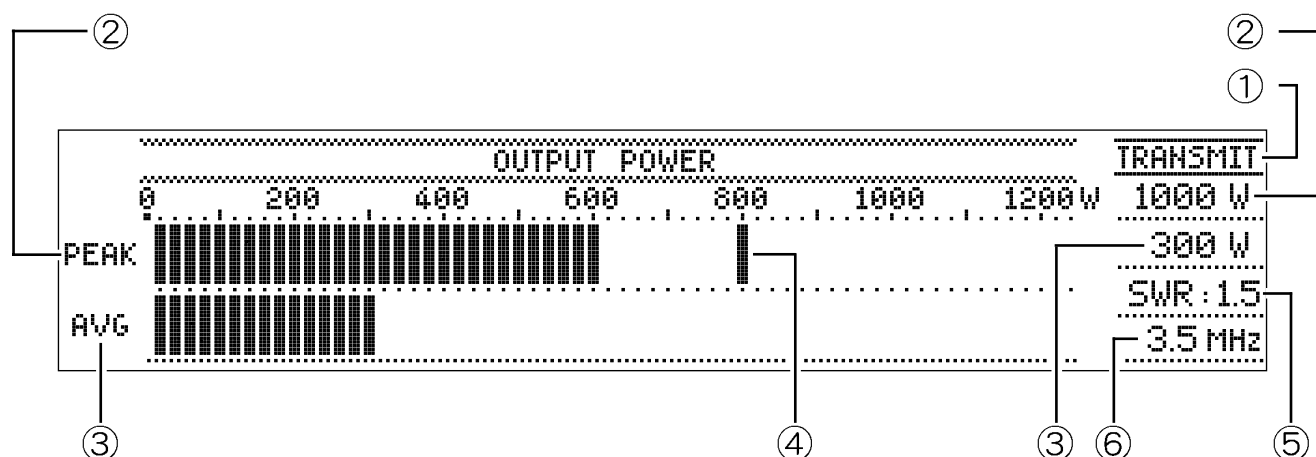 ② ②
①
OUTPUT POWER TRANSMIT
0 200 400 600 800 1000 1200 W 1000 W
PEAK ④ 300 W
SWR : 1.5 
AVG 3.5 MHz
③ ④ ③ ⑥ ⑤